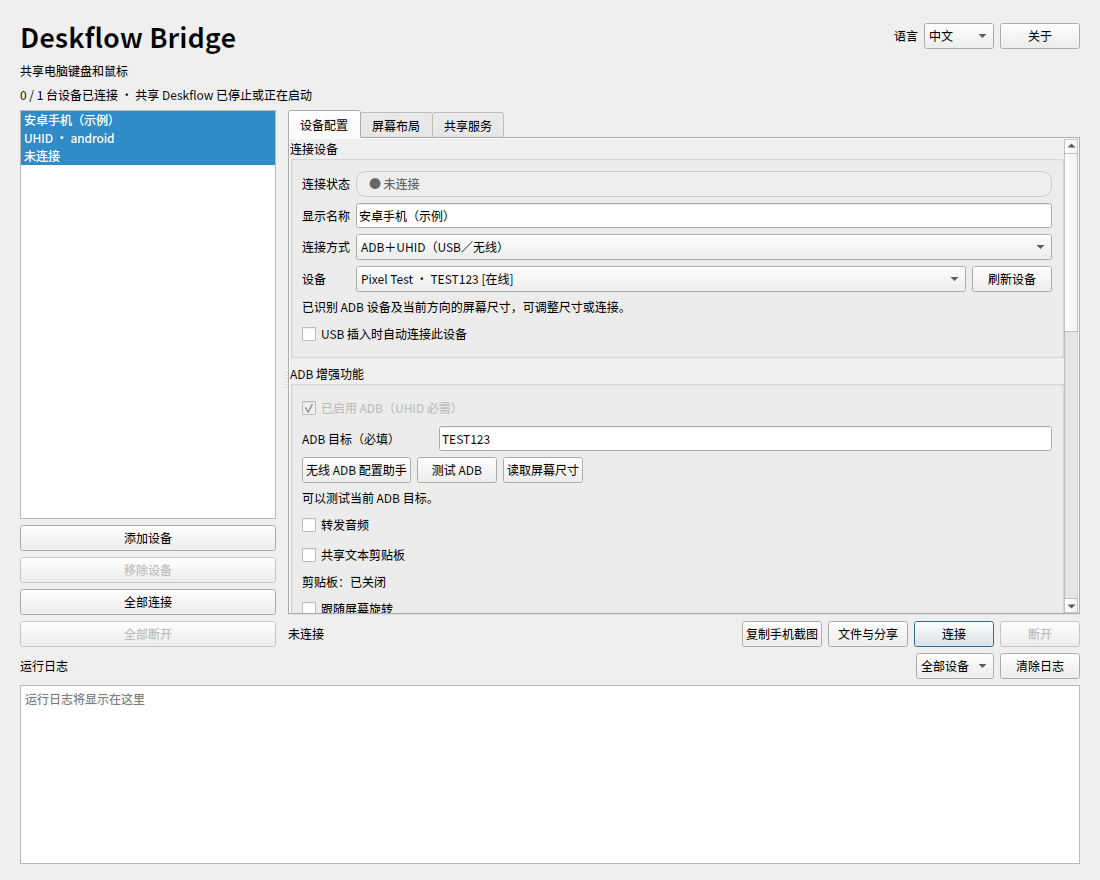 Deskflow Bridge
语言 中文 关于
共享电脑键盘和鼠标
0 / 1 台设备已连接 · 共享 Deskflow 已停止或正在启动
安卓手机（示例）
UHID · android
未连接
添加设备
移除设备
全部连接
全部断开
设备配置 屏幕布局 共享服务
连接设备
连接状态 未连接
显示名称 安卓手机（示例）
连接方式 ADB＋UHID（USB／无线）
设备 Pixel Test · TEST123 [在线] 刷新设备
已识别 ADB 设备及当前方向的屏幕尺寸，可调整尺寸或连接。
USB 插入时自动连接此设备
ADB 增强功能
已启用 ADB（UHID 必需）
ADB 目标（必填） TEST123
无线 ADB 配置助手 测试 ADB 读取屏幕尺寸
可以测试当前 ADB 目标。
转发音频
共享文本剪贴板
剪贴板：已关闭
跟随屏幕旋转
未连接 复制手机截图 文件与分享 连接 断开
运行日志 全部设备 清除日志
运行日志将显示在这里